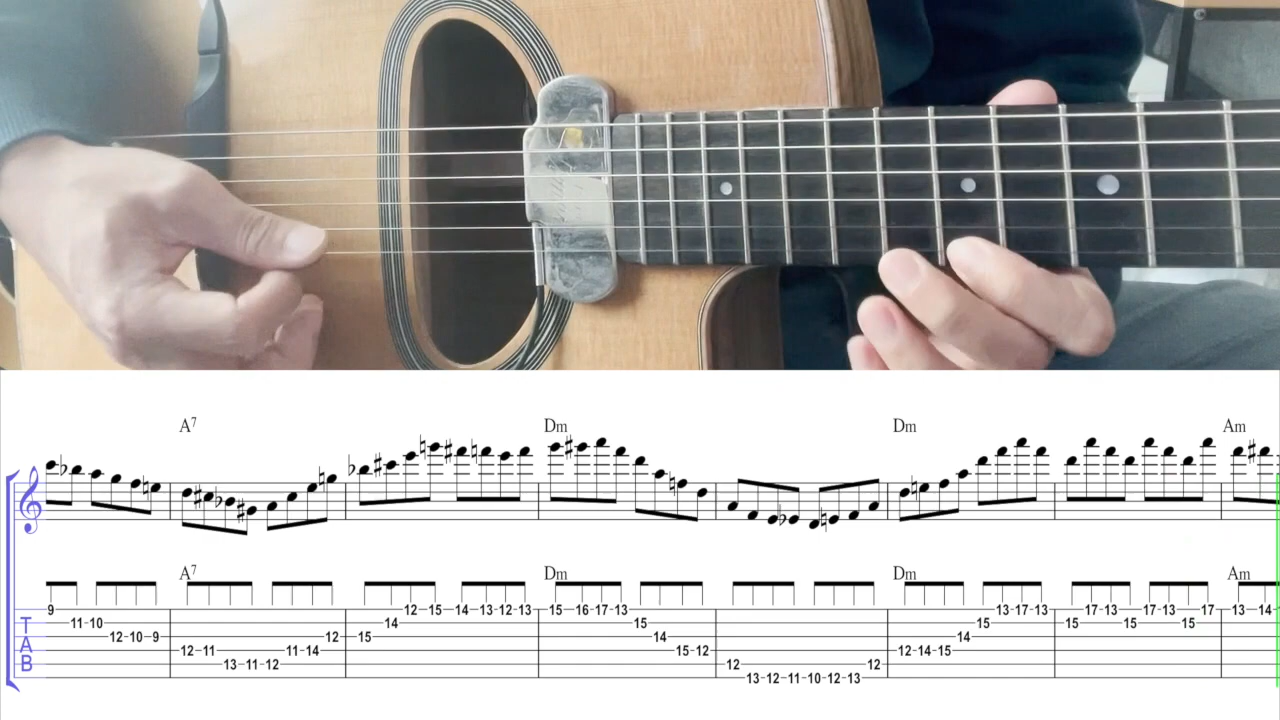 A7 Dm Dm Am
A7 Dm Dm Am
9 12 15 14 13 12 13 15 16 17 13 13 17 13 17 13 17 13 17 13 14
T 11 10 14 15 15 15 15 15
12 10 9 12 15 14 14
A 12 11 11 14 15 12 12 14 15
B 13 11 12 12 12
13 12 11 10 12 13